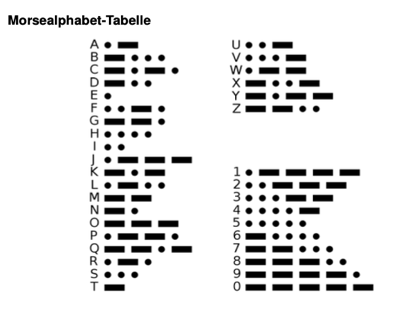 Morsealphabet-Tabelle
A
B
C
D
E
F
G
H
I
J
K
L
M
N
O
P
Q
R
S
T
U
V
W
X
Y
Z
1
2
3
4
5
6
7
8
9
0